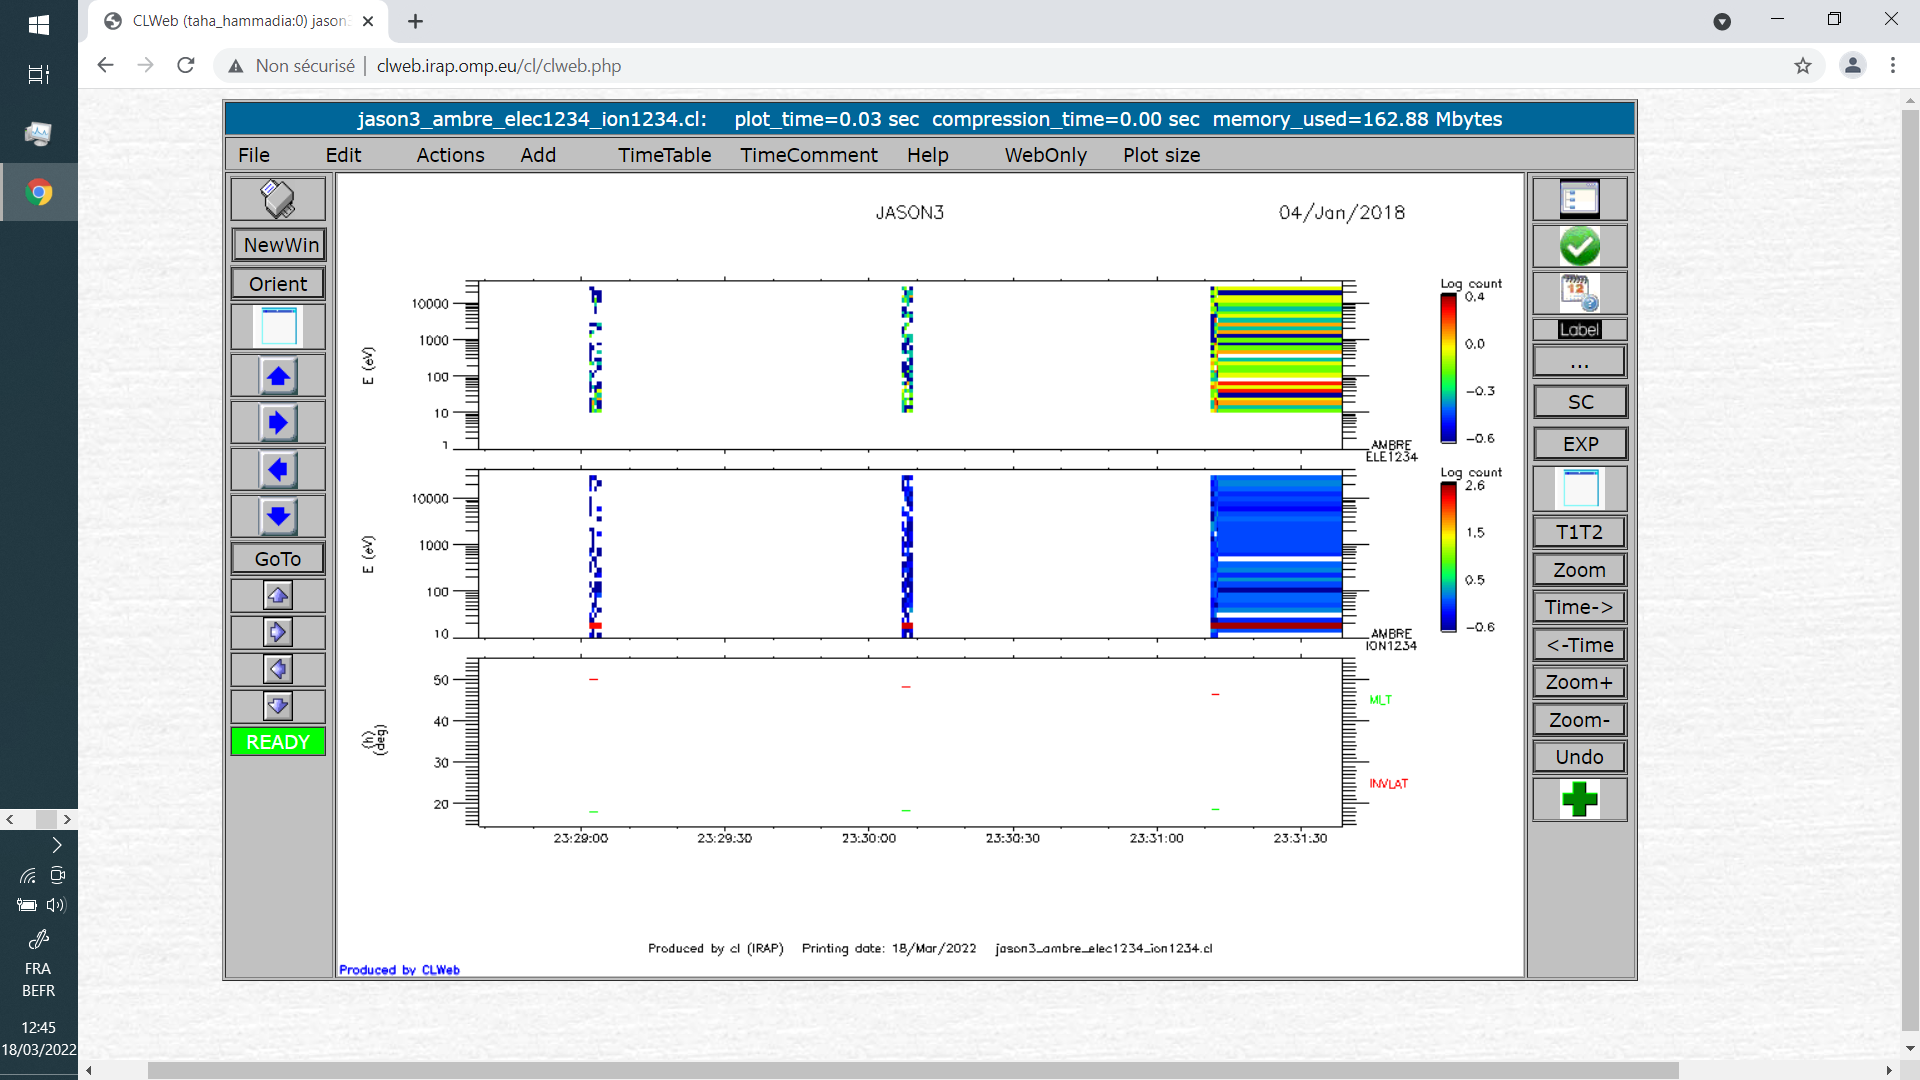 CLWeb (taha_hammadia:0) jason3
Non sécurisé
clweb.irap.omp.eu/cl/clweb.php
jason3_ambre_elec1234_ion1234.cl: plot_time=0.03 sec compression_time=0.00 sec memory_used=162.88 Mbytes
File Edit Actions Add TimeTable TimeComment Help WebOnly Plot size
NewWin
Orient
GoTo
READY
JASON3
04/Jan/2018
E (eV)
10000
1000
100
10
1
Log count
0.4
0.0
-0.3
-0.6
AMBRE
ELE1234
E (eV)
10000
1000
100
10
Log count
2.6
1.5
0.5
-0.6
AMBRE
ION1234
(h)
(deg)
50
40
30
20
MLT
INVLAT
23:29:00 23:29:30 23:30:00 23:30:30 23:31:00 23:31:30
Produced by cl (IRAP) Printing date: 18/Mar/2022 jason3_ambre_elec1234_ion1234.cl
Produced by CLWeb
12
Label
...
SC
EXP
T1T2
Zoom
Time->
<-Time
Zoom+
Zoom-
Undo
FRA
BEFR
12:45
18/03/2022